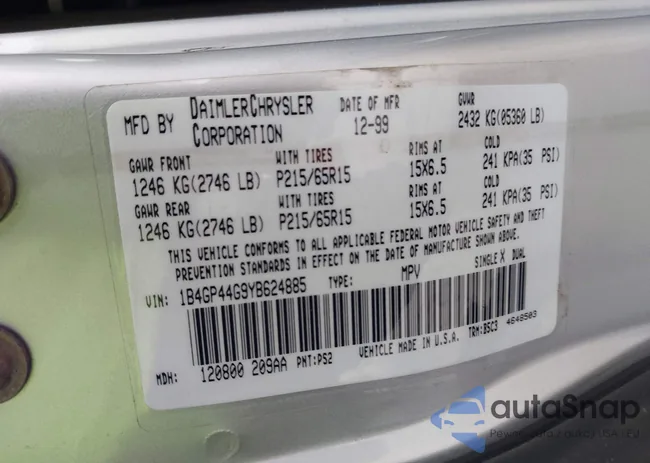 MFD BY DAIMLERCHRYSLER CORPORATION DATE OF MFR 12-99 GVWR 2432 KG(05360 LB)
GAWR FRONT WITH TIRES RIMS AT COLD
1246 KG(2746 LB) P215/65R15 15X6.5 241 KPA(35 PSI)
GAWR REAR WITH TIRES RIMS AT COLD
1246 KG(2746 LB) P215/65R15 15X6.5 241 KPA(35 PSI)
THIS VEHICLE CONFORMS TO ALL APPLICABLE FEDERAL MOTOR VEHICLE SAFETY AND THEFT
PREVENTION STANDARDS IN EFFECT ON THE DATE OF MANUFACTURE SHOWN ABOVE.
VIN: 1B4GP44G9YB624885 TYPE: MPV SINGLE X DUAL
MDH: 120800 209AA PNT:PS2 VEHICLE MADE IN U.S.A. TRM:BSC3 4648503
autoSnap